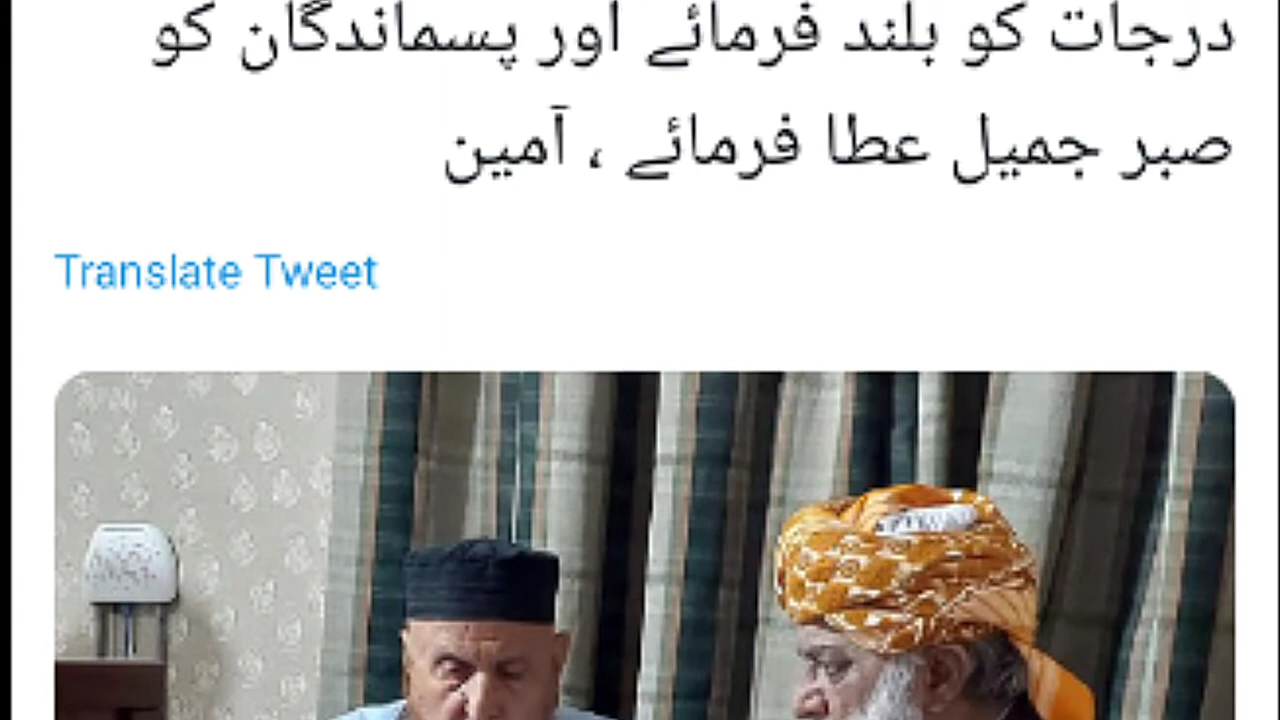 درجات کو بلند فرمائے اور پسماندگان کو
صبر جمیل عطا فرمائے ، آمین
Translate Tweet